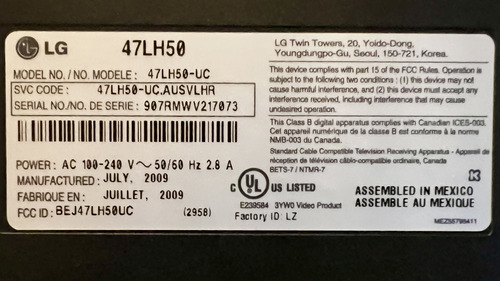 LG 47LH50
MODEL NO./NO. MODELE: 47LH50-UC
SVC CODE: 47LH50-UC.AUSVLHR
SERIAL NO./NO DE SERIE: 907RMWV217073
POWER: AC 100-240 V~50/60 Hz 2.8 A
MANUFACTURED: JULY, 2009
FABRIQUÉ EN: JUILLET, 2009
FCC ID: BEJ47LH50UC (2958)
LG Twin Towers, 20, Yoido-Dong,
Youngdungpo-Gu, Seoul, 150-721, Korea.
This device complies with part 15 of the FCC Rules. Operation is
subject to the following two conditions: (1) this device may not
cause harmful interference, and (2) this device must accept any
interference received, including interference that may cause
undesired operation.
This Class B digital apparatus complies with Canadian ICES-003.
Cet appareil numérique de la classe B est conforme à la norme
NMB-003 du Canada.
Standard Cable Compatible Television Receiving Apparatus - Appareil de
réception de télévision câble-compatible ordinaire, Canada
BETS-7 / NTMR-7
C UL US LISTED
E239584 3YW0 Video Product
Factory ID: LZ
ASSEMBLED IN MEXICO
ASSEMBLE AU MEXIQUE